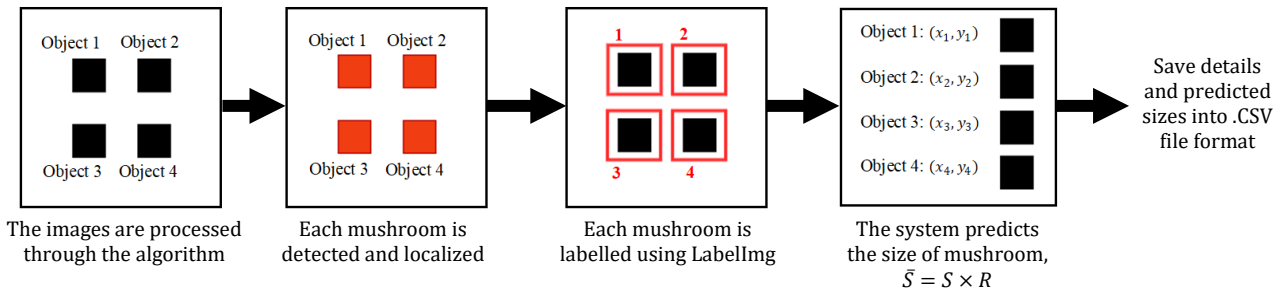 Object 1 Object 2
Object 3 Object 4
The images are processed
through the algorithm
Object 1 Object 2
Object 3 Object 4
Each mushroom is
detected and localized
1 2
3 4
Each mushroom is
labelled using LabelImg
Object 1: (x₁, y₁)
Object 2: (x₂, y₂)
Object 3: (x₃, y₃)
Object 4: (x₄, y₄)
The system predicts
the size of mushroom,
S̄ = S × R
Save details
and predicted
sizes into .CSV
file format